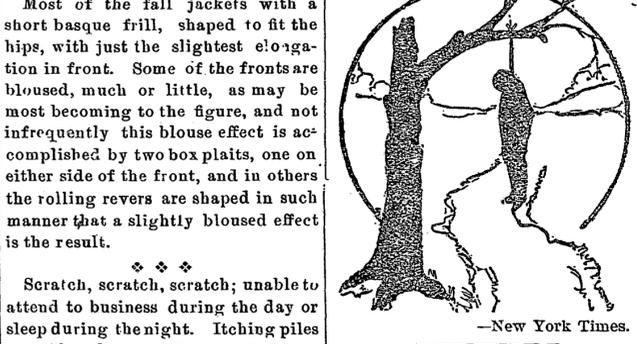 Most of the fall jackets with a
short basque frill, shaped to fit the
hips, with just the slightest elonga-
tion in front. Some of the fronts are
bloused, much or little, as may be
most becoming to the figure, and not
infrequently this blouse effect is ac-
complished by two box plaits, one on
either side of the front, and in others
the rolling revers are shaped in such
manner that a slightly bloused effect
is the result.
Scratch, scratch, scratch; unable to
attend to business during the day or
sleep during the night. Itching piles
—New York Times.